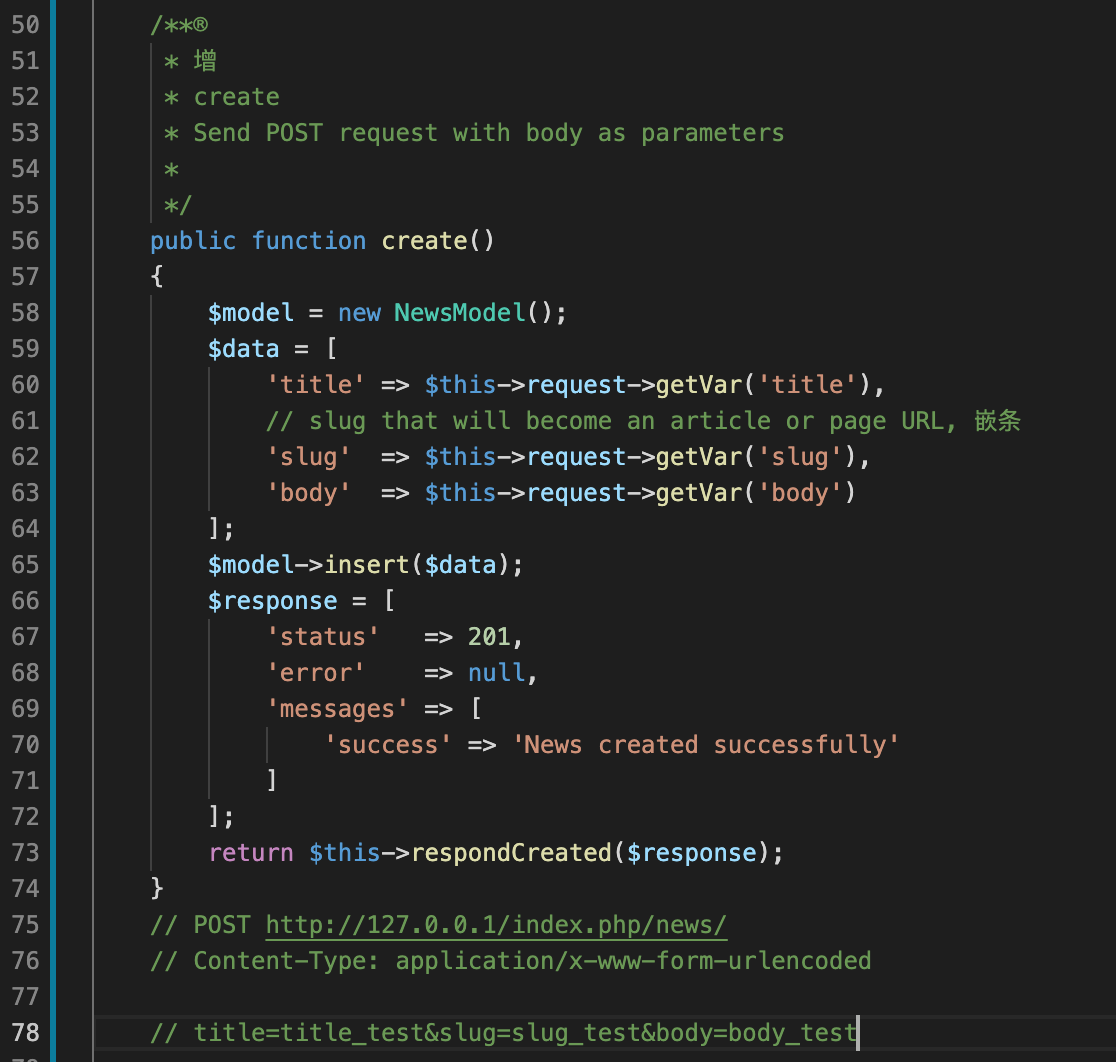 50 /**®
51 * 增
52 * create
53 * Send POST request with body as parameters
54 *
55 */
56 public function create()
57 {
58 $model = new NewsModel();
59 $data = [
60 'title' => $this->request->getVar('title'),
61 // slug that will become an article or page URL, 嵌条
62 'slug'  => $this->request->getVar('slug'),
63 'body'  => $this->request->getVar('body')
64 ];
65 $model->insert($data);
66 $response = [
67 'status'   => 201,
68 'error'    => null,
69 'messages' => [
70 'success' => 'News created successfully'
71 ]
72 ];
73 return $this->respondCreated($response);
74 }
75 // POST http://127.0.0.1/index.php/news/
76 // Content-Type: application/x-www-form-urlencoded
77
78 // title=title_test&slug=slug_test&body=body_test